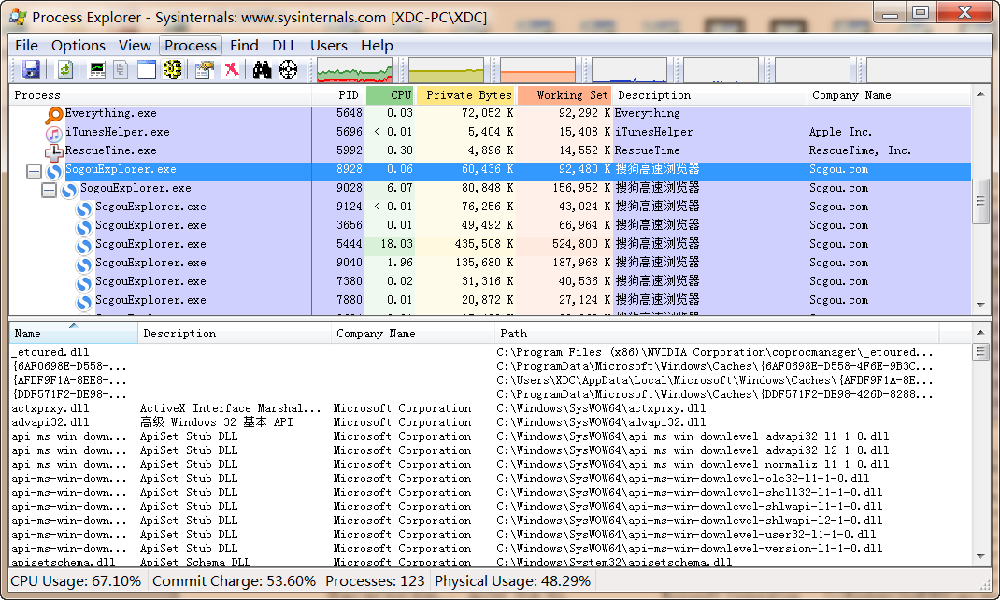 Process Explorer - Sysinternals: www.sysinternals.com [XDC-PC\XDC]
File Options View Process Find DLL Users Help
Process PID CPU Private Bytes Working Set Description Company Name
Everything.exe 5648 0.03 72,052 K 92,292 K Everything
iTunesHelper.exe 5696 < 0.01 5,404 K 15,408 K iTunesHelper Apple Inc.
RescueTime.exe 5992 0.30 4,896 K 14,552 K RescueTime RescueTime, Inc.
SogouExplorer.exe 8928 0.06 60,436 K 92,480 K 搜狗高速浏览器 Sogou.com
SogouExplorer.exe 9028 6.07 80,848 K 156,952 K 搜狗高速浏览器 Sogou.com
SogouExplorer.exe 9124 < 0.01 76,256 K 43,024 K 搜狗高速浏览器 Sogou.com
SogouExplorer.exe 3656 0.01 49,492 K 66,964 K 搜狗高速浏览器 Sogou.com
SogouExplorer.exe 5444 18.03 435,508 K 524,800 K 搜狗高速浏览器 Sogou.com
SogouExplorer.exe 9040 1.96 135,680 K 187,968 K 搜狗高速浏览器 Sogou.com
SogouExplorer.exe 7380 0.02 31,316 K 40,536 K 搜狗高速浏览器 Sogou.com
SogouExplorer.exe 7880 0.01 20,872 K 27,124 K 搜狗高速浏览器 Sogou.com
Name Description Company Name Path
_etoured.dll C:\Program Files (x86)\NVIDIA Corporation\coprocmanager\_etoured...
{6AF0698E-D558-... C:\ProgramData\Microsoft\Windows\Caches\{6AF0698E-D558-4F6E-9B3C...
{AFBF9F1A-8EE8-... C:\Users\XDC\AppData\Local\Microsoft\Windows\Caches\{AFBF9F1A-8E...
{DDF571F2-BE98-... C:\ProgramData\Microsoft\Windows\Caches\{DDF571F2-BE98-426D-8288...
actxprxy.dll ActiveX Interface Marshal... Microsoft Corporation C:\Windows\SysWOW64\actxprxy.dll
advapi32.dll 高级 Windows 32 基本 API Microsoft Corporation C:\Windows\SysWOW64\advapi32.dll
api-ms-win-down... ApiSet Stub DLL Microsoft Corporation C:\Windows\SysWOW64\api-ms-win-downlevel-advapi32-l1-1-0.dll
api-ms-win-down... ApiSet Stub DLL Microsoft Corporation C:\Windows\SysWOW64\api-ms-win-downlevel-advapi32-l2-1-0.dll
api-ms-win-down... ApiSet Stub DLL Microsoft Corporation C:\Windows\SysWOW64\api-ms-win-downlevel-normaliz-l1-1-0.dll
api-ms-win-down... ApiSet Stub DLL Microsoft Corporation C:\Windows\SysWOW64\api-ms-win-downlevel-ole32-l1-1-0.dll
api-ms-win-down... ApiSet Stub DLL Microsoft Corporation C:\Windows\SysWOW64\api-ms-win-downlevel-shell32-l1-1-0.dll
api-ms-win-down... ApiSet Stub DLL Microsoft Corporation C:\Windows\SysWOW64\api-ms-win-downlevel-shlwapi-l1-1-0.dll
api-ms-win-down... ApiSet Stub DLL Microsoft Corporation C:\Windows\SysWOW64\api-ms-win-downlevel-shlwapi-l2-1-0.dll
api-ms-win-down... ApiSet Stub DLL Microsoft Corporation C:\Windows\SysWOW64\api-ms-win-downlevel-user32-l1-1-0.dll
api-ms-win-down... ApiSet Stub DLL Microsoft Corporation C:\Windows\SysWOW64\api-ms-win-downlevel-version-l1-1-0.dll
apisetschema.dll ApiSet Schema DLL Microsoft Corporation C:\Windows\System32\apisetschema.dll
CPU Usage: 67.10% Commit Charge: 53.60% Processes: 123 Physical Usage: 48.29%